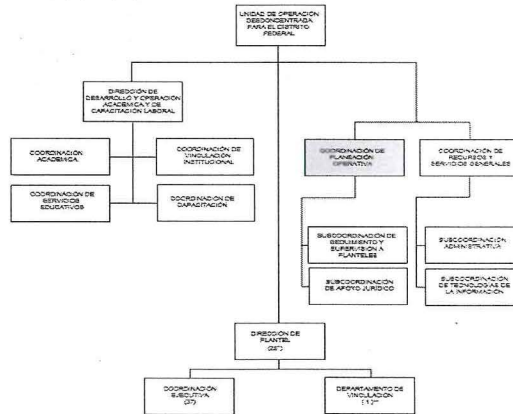 UNIDAD DE OPERACIÓN
DESCONCENTRADA
PARA EL DISTRITO
FEDERAL
DIRECCIÓN DE
DESARROLLO Y OPERACIÓN
ACADÉMICA Y DE
CAPACITACIÓN LABORAL
COORDINACIÓN
ACADÉMICA
COORDINACIÓN DE
VINCULACIÓN
INSTITUCIONAL
COORDINACIÓN DE
SERVICIOS
EDUCATIVOS
COORDINACIÓN DE
CAPACITACIÓN
COORDINACIÓN DE
PLANEACIÓN
OPERATIVA
COORDINACIÓN DE
RECURSOS Y
SERVICIOS GENERALES
SUBCOORDINACIÓN DE
SEGUIMIENTO Y
SUPERVISIÓN A
PLANTELES
SUBCOORDINACIÓN
DE APOYO JURÍDICO
SUBCOORDINACIÓN
ADMINISTRATIVA
SUBCOORDINACIÓN
DE TECNOLOGÍAS DE
LA INFORMACIÓN
DIRECCIÓN DE
PLANTEL
COORDINACIÓN
EJECUTIVA
(37)
DEPARTAMENTO DE
VINCULACIÓN